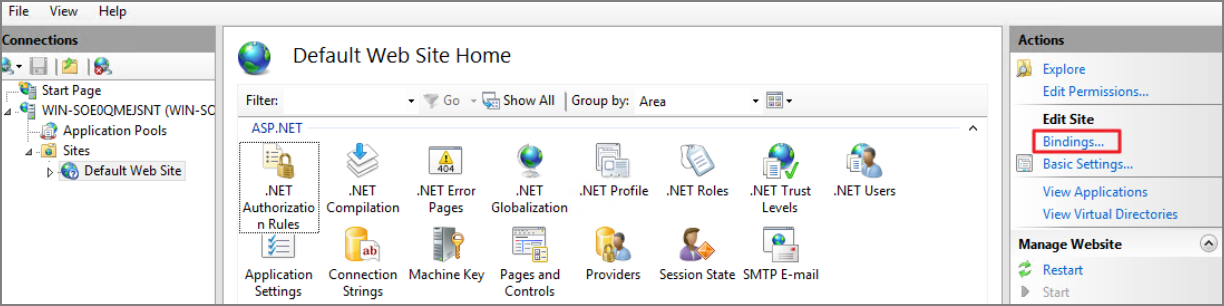 File View Help
Connections
Start Page
WIN-SOE0QMEJSNT (WIN-SO
Application Pools
Sites
Default Web Site
Default Web Site Home
Filter: Go Show All Group by: Area
ASP.NET
.NET Authorizatio n Rules
.NET Compilation
404
.NET Error Pages
.NET Globalization
.NET Profile
.NET Roles
.NET Trust Levels
.NET Users
Application Settings
ab
Connection Strings
Machine Key
Pages and Controls
Providers
Session State
SMTP E-mail
Actions
Explore
Edit Permissions...
Edit Site
Bindings...
Basic Settings...
View Applications
View Virtual Directories
Manage Website
Restart
Start